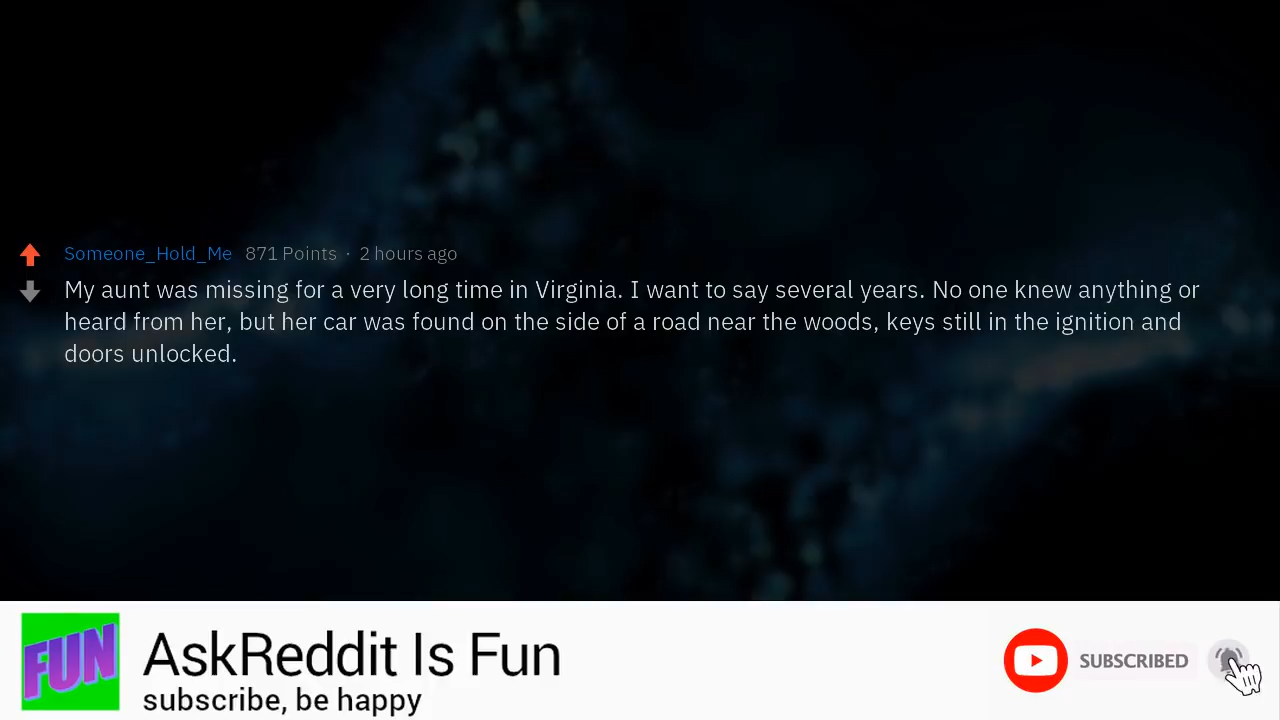 Someone_Hold_Me 871 Points · 2 hours ago
My aunt was missing for a very long time in Virginia. I want to say several years. No one knew anything or
heard from her, but her car was found on the side of a road near the woods, keys still in the ignition and
doors unlocked.
FUN
AskReddit Is Fun
subscribe, be happy
SUBSCRIBED